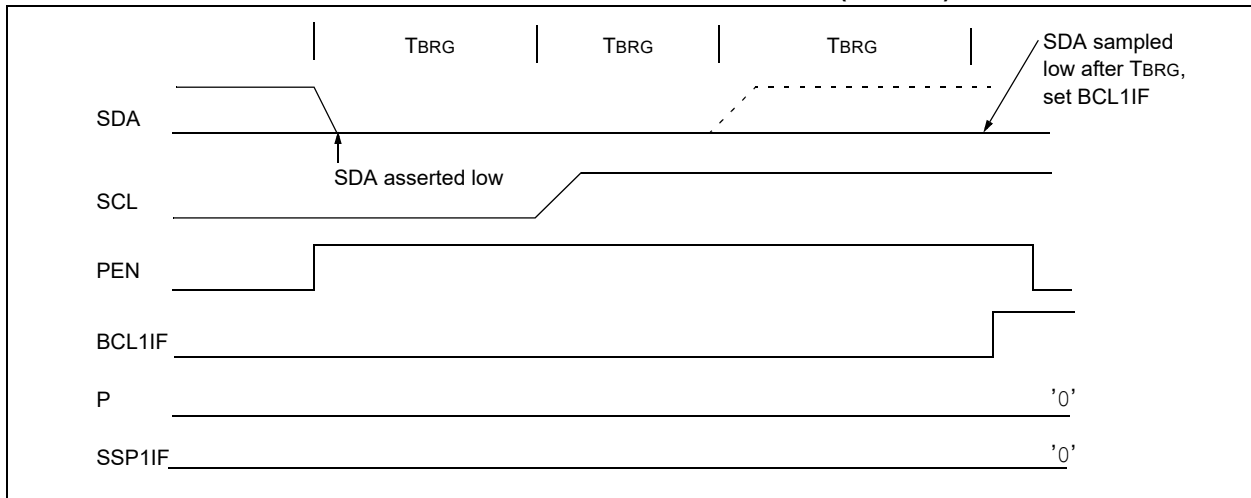 TBRG TBRG TBRG
SDA sampled
low after TBRG,
set BCL1IF
SDA
SDA asserted low
SCL
PEN
BCL1IF
P '0'
SSP1IF '0'